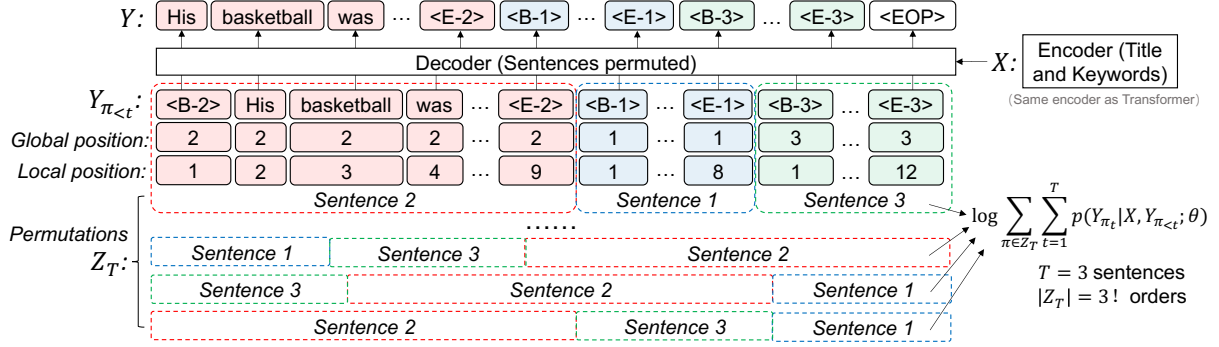 Y: His basketball was ... <E-2> <B-1> ... <E-1> <B-3> ... <E-3> <EOP>
Decoder (Sentences permuted)
X: Encoder (Title and Keywords)
(Same encoder as Transformer)
Y_{π_{<t}}: <B-2> His basketball was ... <E-2> <B-1> ... <E-1> <B-3> ... <E-3>
Global position: 2 2 2 2 ... 2 1 ... 1 3 ... 3
Local position: 1 2 3 4 ... 9 1 ... 8 1 ... 12
Sentence 2 Sentence 1 Sentence 3
......
Permutations Z_T:
Sentence 1 Sentence 3 Sentence 2
Sentence 3 Sentence 2 Sentence 1
Sentence 2 Sentence 3 Sentence 1
log ∑_{π∈Z_T} ∑_{t=1}^{T} p(Y_{π_t}|X, Y_{π_{<t}}; θ)
T = 3 sentences
|Z_T| = 3! orders